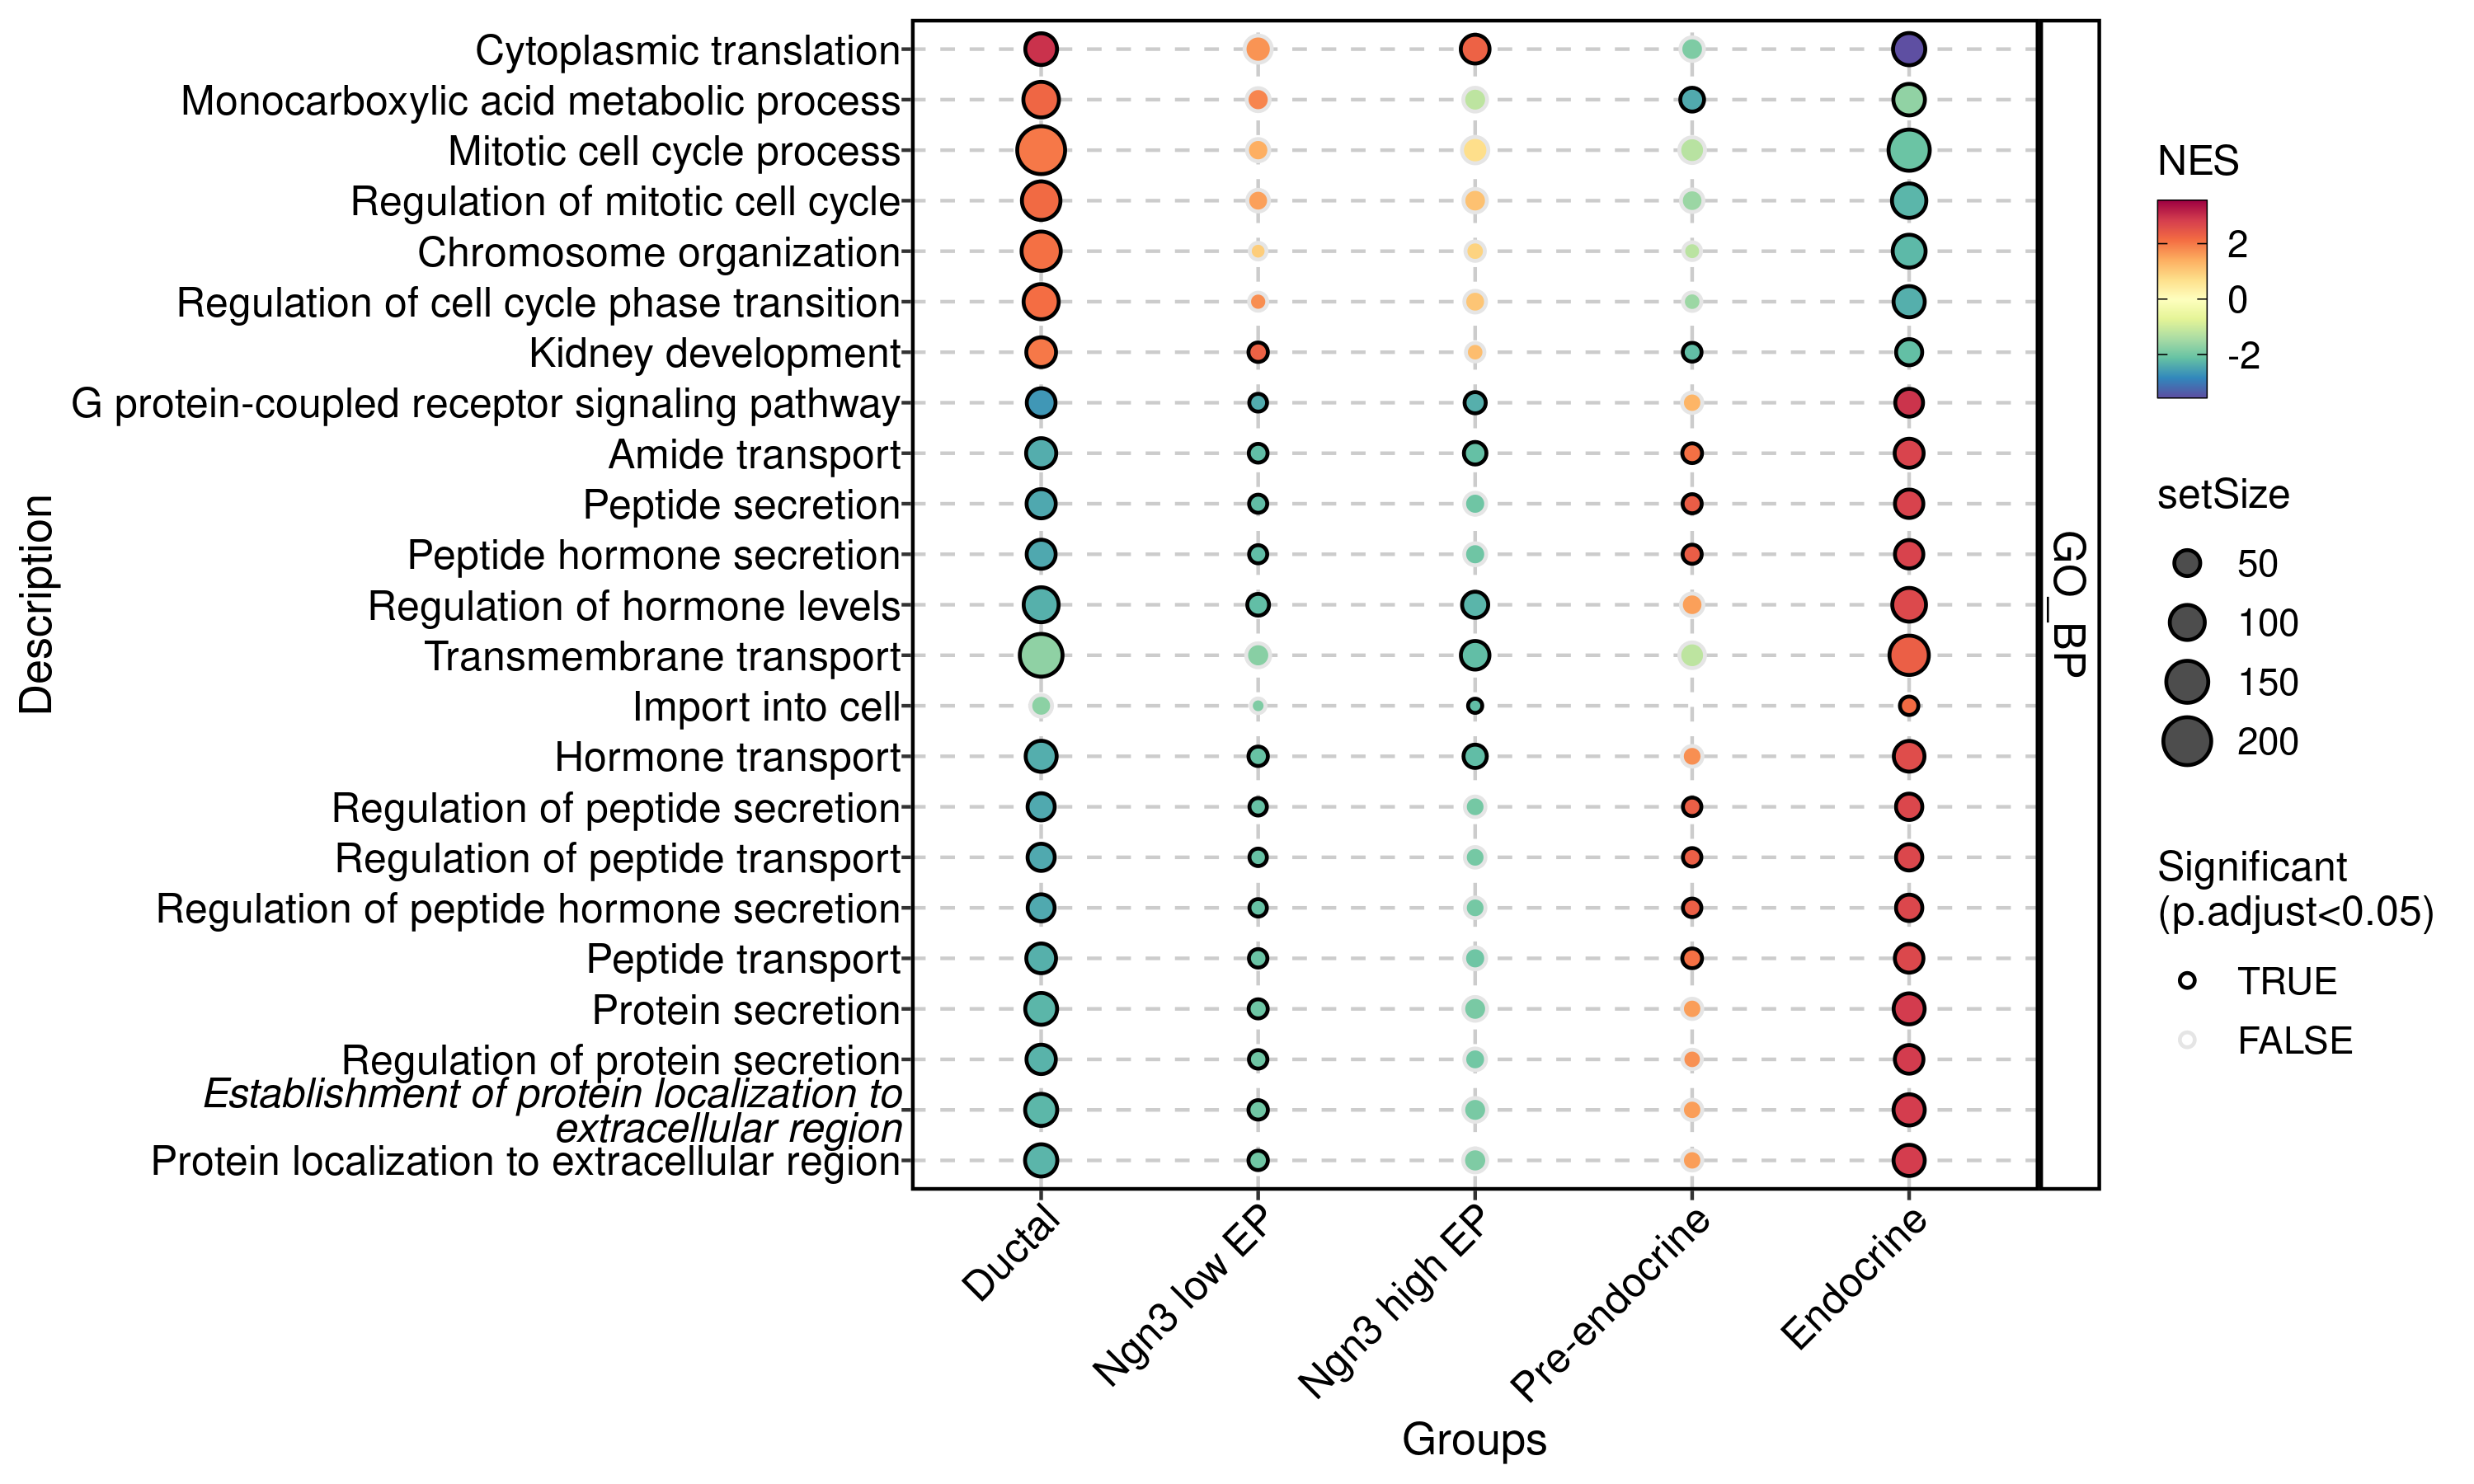 Cytoplasmic translation
Monocarboxylic acid metabolic process
Mitotic cell cycle process
Regulation of mitotic cell cycle
Chromosome organization
Regulation of cell cycle phase transition
Kidney development
G protein-coupled receptor signaling pathway
Amide transport
Peptide secretion
Peptide hormone secretion
Regulation of hormone levels
Transmembrane transport
Import into cell
Hormone transport
Regulation of peptide secretion
Regulation of peptide transport
Regulation of peptide hormone secretion
Peptide transport
Protein secretion
Regulation of protein secretion
Establishment of protein localization to
extracellular region
Protein localization to extracellular region
Description
Ductal
Ngn3 low EP
Ngn3 high EP
Pre-endocrine
Endocrine
Groups
GO_BP
NES
2
0
-2
setSize
50
100
150
200
Significant
(p.adjust<0.05)
TRUE
FALSE